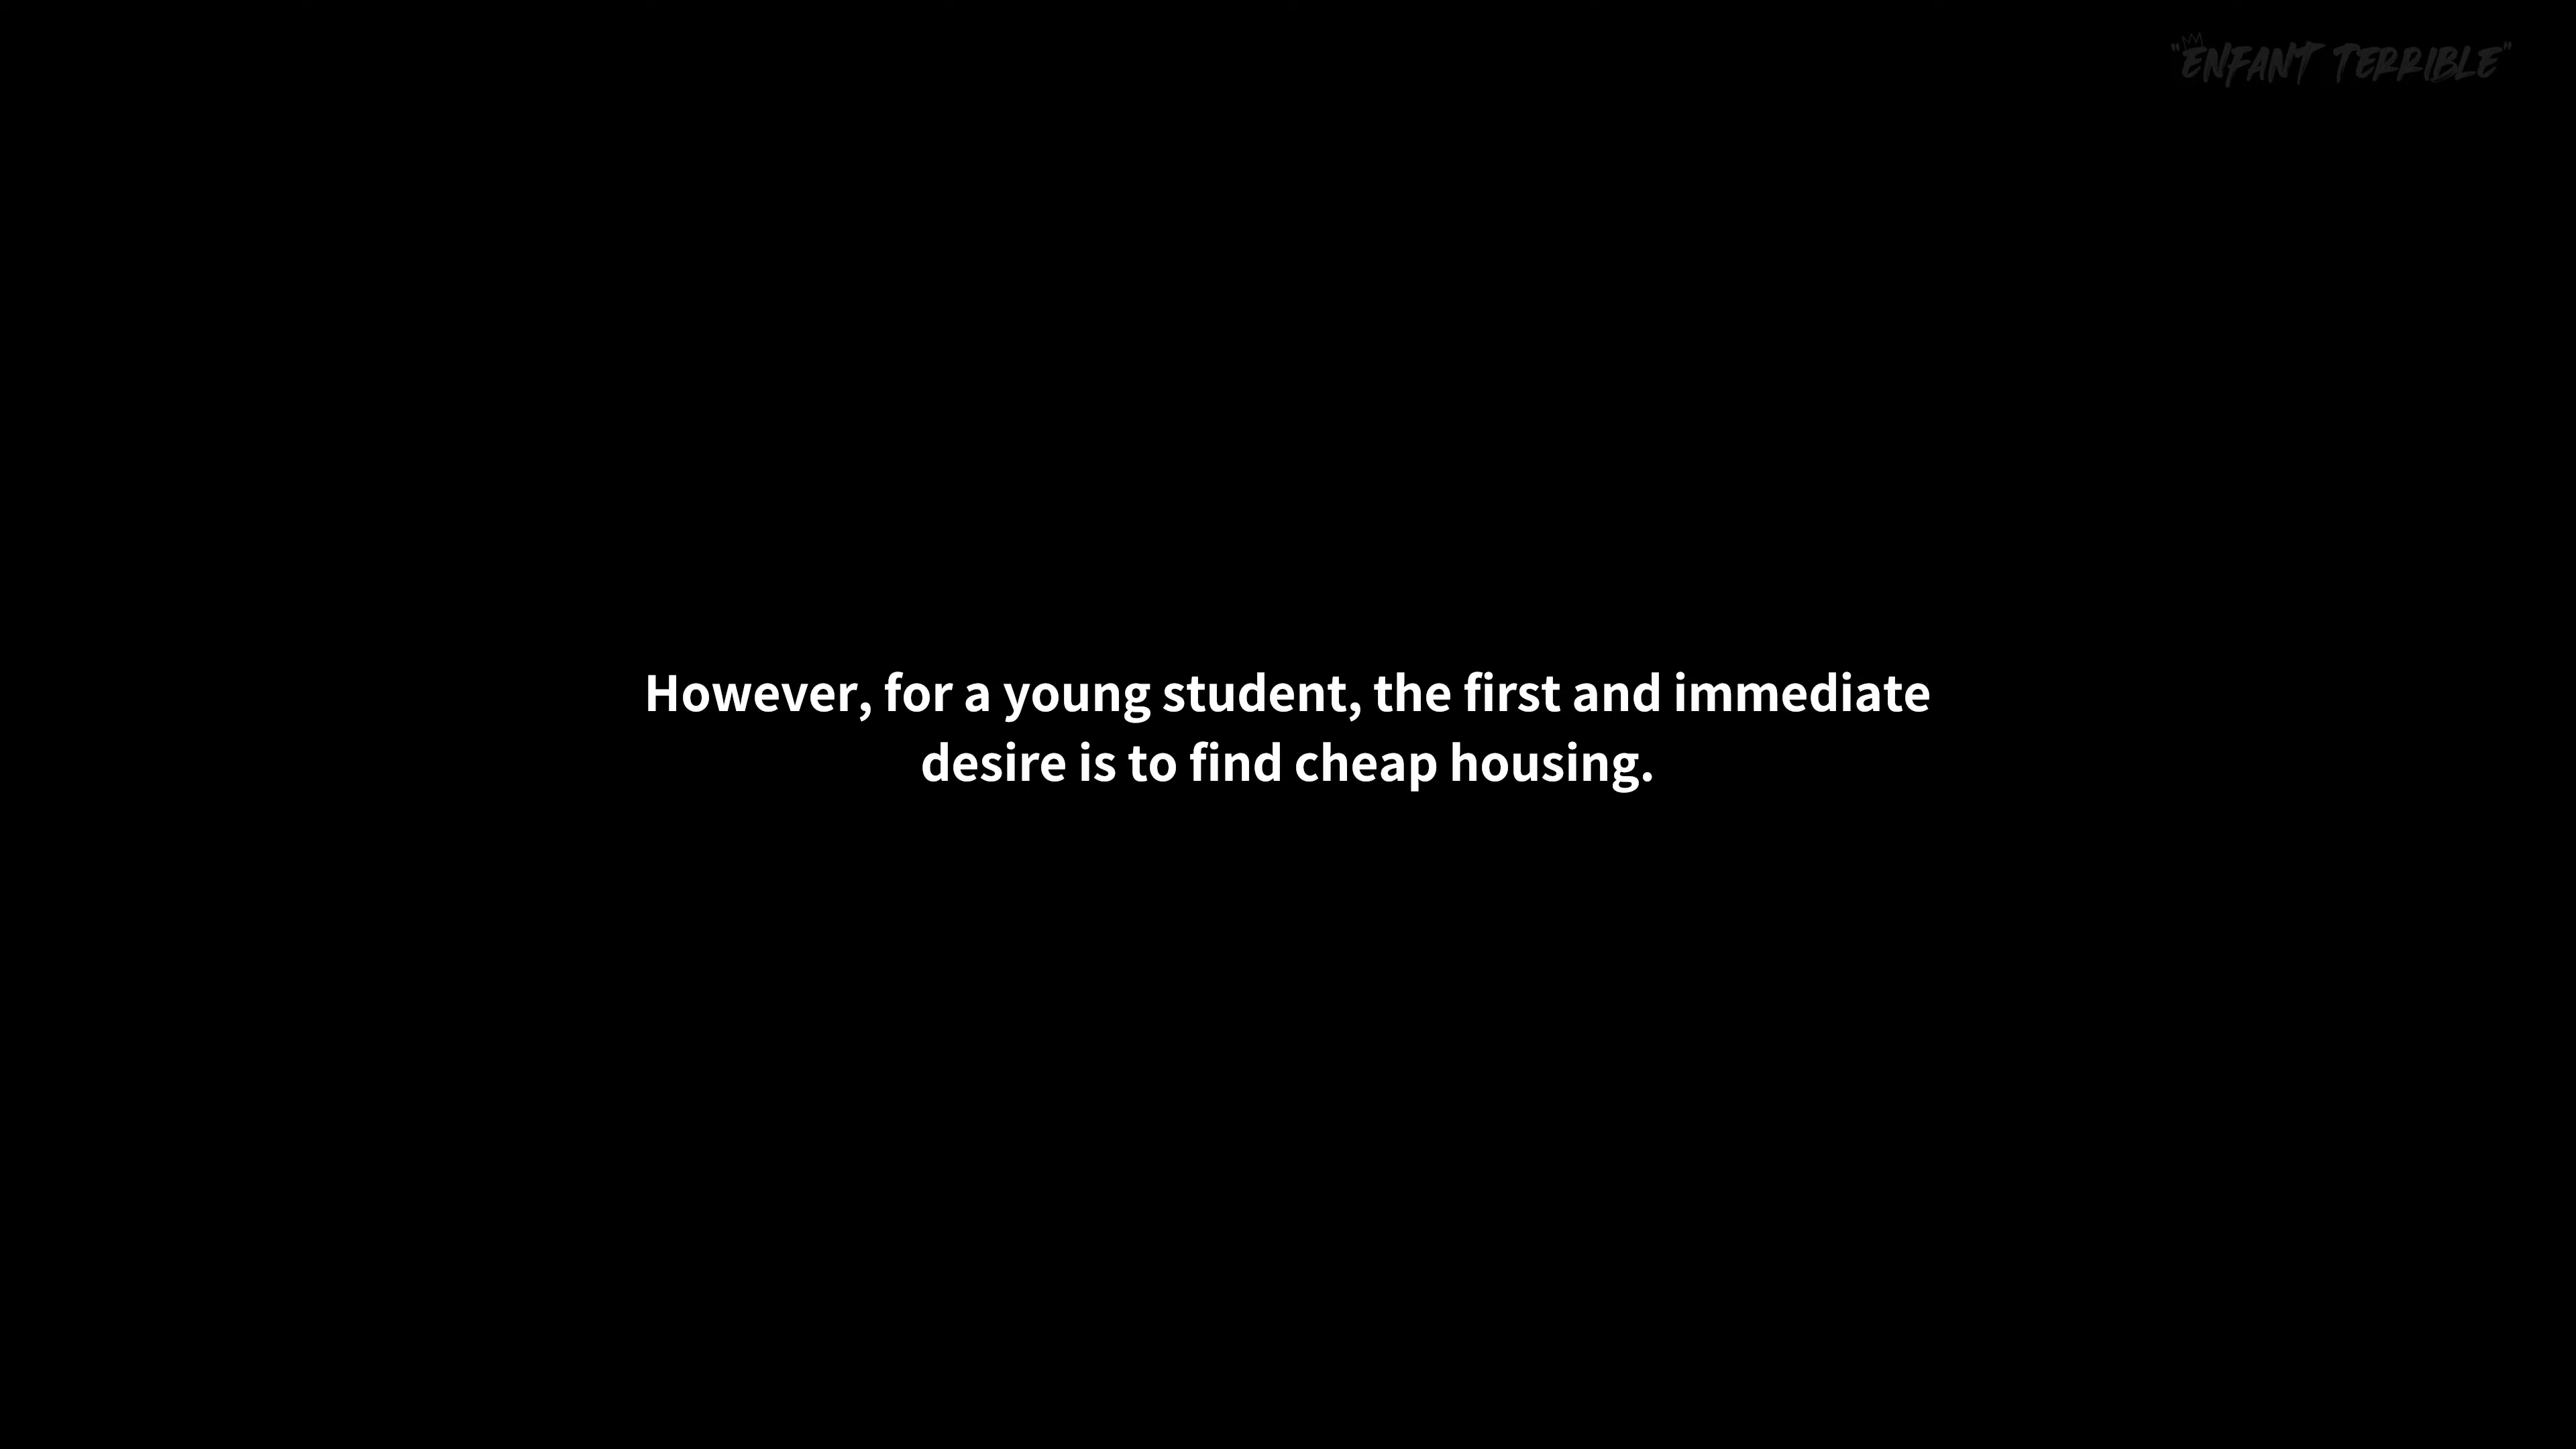 "ENFANT TERRIBLE"
However, for a young student, the first and immediate
desire is to find cheap housing.